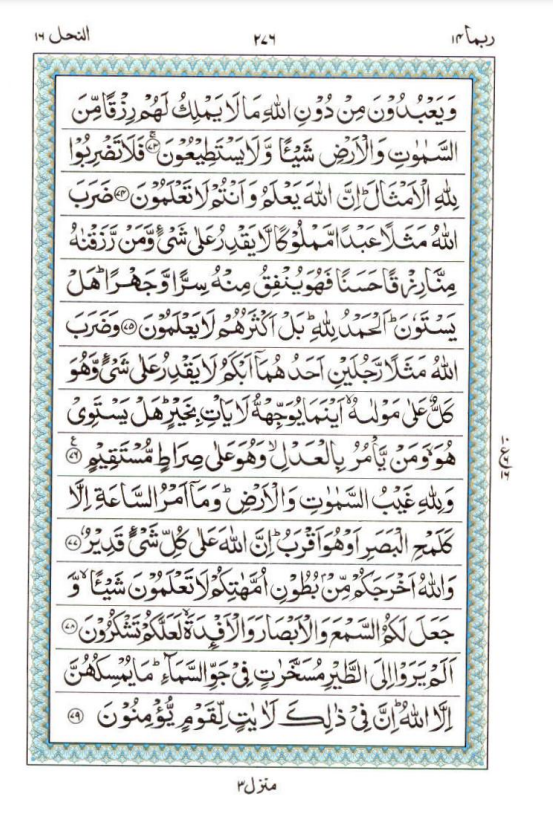 ربما ١٤ ٢٧٦ النحل ١٦
وَيَعْبُدُوْنَ مِنْ دُوْنِ اللّٰهِ مَا لَا يَمْلِكُ لَهُمْ رِزْقًا مِّنَ
السَّمٰوٰتِ وَالْاَرْضِ شَيْـًٔا وَّلَا يَسْتَطِيْعُوْنَ ۚ ﴿٧٣﴾ فَلَا تَضْرِبُوْا
لِلّٰهِ الْاَمْثَالَ ؕ اِنَّ اللّٰهَ يَعْلَمُ وَاَنْتُمْ لَا تَعْلَمُوْنَ ﴿٧٤﴾ ضَرَبَ
اللّٰهُ مَثَلًا عَبْدًا مَّمْلُوْكًا لَّا يَقْدِرُ عَلٰى شَيْءٍ وَّمَنْ رَّزَقْنٰهُ
مِنَّا رِزْقًا حَسَنًا فَهُوَ يُنْفِقُ مِنْهُ سِرًّا وَّجَهْرًا ؕ هَلْ
يَسْتَوٗنَ ؕ اَلْحَمْدُ لِلّٰهِ ؕ بَلْ اَكْثَرُهُمْ لَا يَعْلَمُوْنَ ﴿٧٥﴾ وَضَرَبَ
اللّٰهُ مَثَلًا رَّجُلَيْنِ اَحَدُهُمَاۤ اَبْكَمُ لَا يَقْدِرُ عَلٰى شَيْءٍ وَّهُوَ
كَلٌّ عَلٰى مَوْلٰىهُ ۙ اَيْنَمَا يُوَجِّهْهُّ لَا يَاْتِ بِخَيْرٍ ؕ هَلْ يَسْتَوِيْ
هُوَ ۙ وَمَنْ يَّاْمُرُ بِالْعَدْلِ ۙ وَهُوَ عَلٰى صِرَاطٍ مُّسْتَقِيْمٍ ﴿٧٦﴾ ع
وَلِلّٰهِ غَيْبُ السَّمٰوٰتِ وَالْاَرْضِ ؕ وَمَاۤ اَمْرُ السَّاعَةِ اِلَّا
كَلَمْحِ الْبَصَرِ اَوْ هُوَ اَقْرَبُ ؕ اِنَّ اللّٰهَ عَلٰى كُلِّ شَيْءٍ قَدِيْرٌ ﴿٧٧﴾
وَاللّٰهُ اَخْرَجَكُمْ مِّنْۢ بُطُوْنِ اُمَّهٰتِكُمْ لَا تَعْلَمُوْنَ شَيْـًٔا ۙ وَّ
جَعَلَ لَكُمُ السَّمْعَ وَالْاَبْصَارَ وَالْاَفْـِٕدَةَ ۙ لَعَلَّكُمْ تَشْكُرُوْنَ ﴿٧٨﴾
اَلَمْ يَرَوْا اِلَى الطَّيْرِ مُسَخَّرٰتٍ فِيْ جَوِّ السَّمَآءِ ؕ مَا يُمْسِكُهُنَّ
اِلَّا اللّٰهُ ؕ اِنَّ فِيْ ذٰلِكَ لَاٰيٰتٍ لِّقَوْمٍ يُّؤْمِنُوْنَ ﴿٧٩﴾
منزل ٣